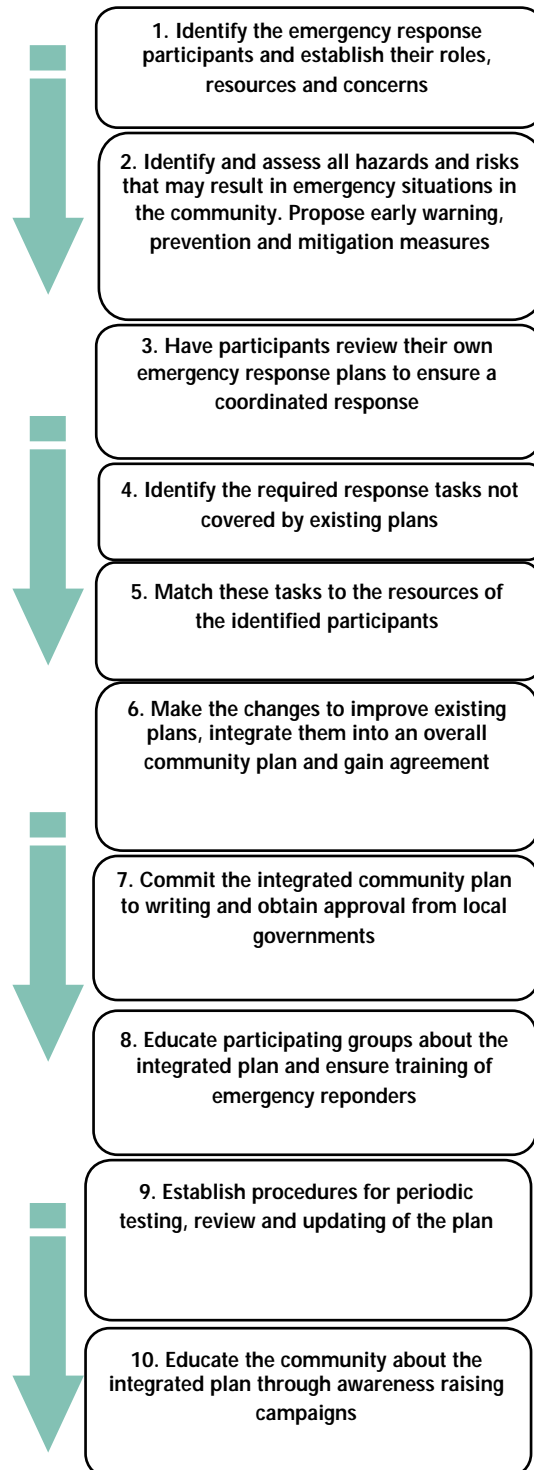 1. Identify the emergency response
participants and establish their roles,
resources and concerns
2. Identify and assess all hazards and risks
that may result in emergency situations in
the community. Propose early warning,
prevention and mitigation measures
3. Have participants review their own
emergency response plans to ensure a
coordinated response
4. Identify the required response tasks not
covered by existing plans
5. Match these tasks to the resources of
the identified participants
6. Make the changes to improve existing
plans, integrate them into an overall
community plan and gain agreement
7. Commit the integrated community plan
to writing and obtain approval from local
governments
8. Educate participating groups about the
integrated plan and ensure training of
emergency reponders
9. Establish procedures for periodic
testing, review and updating of the plan
10. Educate the community about the
integrated plan through awareness raising
campaigns